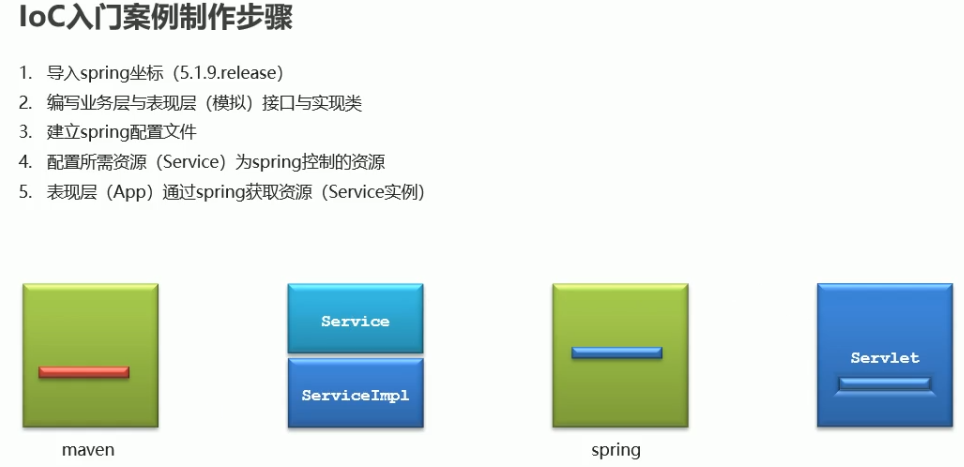 IoC入门案例制作步骤
1. 导入spring坐标（5.1.9.release）
2. 编写业务层与表现层（模拟）接口与实现类
3. 建立spring配置文件
4. 配置所需资源（Service）为spring控制的资源
5. 表现层（App）通过spring获取资源（Service实例）
Service
Servlet
ServiceImpl
maven
spring